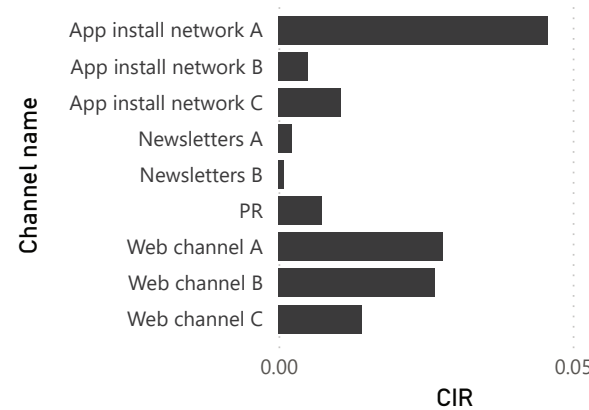 Channel name
App install network A
App install network B
App install network C
Newsletters A
Newsletters B
PR
Web channel A
Web channel B
Web channel C
0.00
0.05
CIR